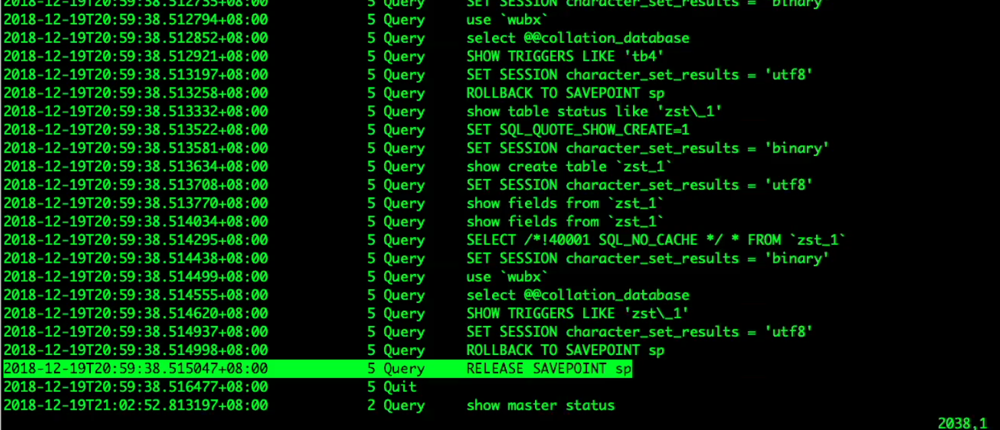 2018-12-19T20:59:38.512735+08:00 5 Query SET SESSION character_set_results = 'binary'
2018-12-19T20:59:38.512794+08:00 5 Query use `wubx`
2018-12-19T20:59:38.512852+08:00 5 Query select @@collation_database
2018-12-19T20:59:38.512921+08:00 5 Query SHOW TRIGGERS LIKE 'tb4'
2018-12-19T20:59:38.513197+08:00 5 Query SET SESSION character_set_results = 'utf8'
2018-12-19T20:59:38.513258+08:00 5 Query ROLLBACK TO SAVEPOINT sp
2018-12-19T20:59:38.513332+08:00 5 Query show table status like 'zst\_1'
2018-12-19T20:59:38.513522+08:00 5 Query SET SQL_QUOTE_SHOW_CREATE=1
2018-12-19T20:59:38.513581+08:00 5 Query SET SESSION character_set_results = 'binary'
2018-12-19T20:59:38.513634+08:00 5 Query show create table `zst_1`
2018-12-19T20:59:38.513708+08:00 5 Query SET SESSION character_set_results = 'utf8'
2018-12-19T20:59:38.513770+08:00 5 Query show fields from `zst_1`
2018-12-19T20:59:38.514034+08:00 5 Query show fields from `zst_1`
2018-12-19T20:59:38.514295+08:00 5 Query SELECT /*!40001 SQL_NO_CACHE */ * FROM `zst_1`
2018-12-19T20:59:38.514438+08:00 5 Query SET SESSION character_set_results = 'binary'
2018-12-19T20:59:38.514499+08:00 5 Query use `wubx`
2018-12-19T20:59:38.514555+08:00 5 Query select @@collation_database
2018-12-19T20:59:38.514620+08:00 5 Query SHOW TRIGGERS LIKE 'zst\_1'
2018-12-19T20:59:38.514937+08:00 5 Query SET SESSION character_set_results = 'utf8'
2018-12-19T20:59:38.514998+08:00 5 Query ROLLBACK TO SAVEPOINT sp
2018-12-19T20:59:38.515047+08:00 5 Query RELEASE SAVEPOINT sp
2018-12-19T20:59:38.516477+08:00 5 Quit
2018-12-19T21:02:52.813197+08:00 2 Query show master status
2038,1